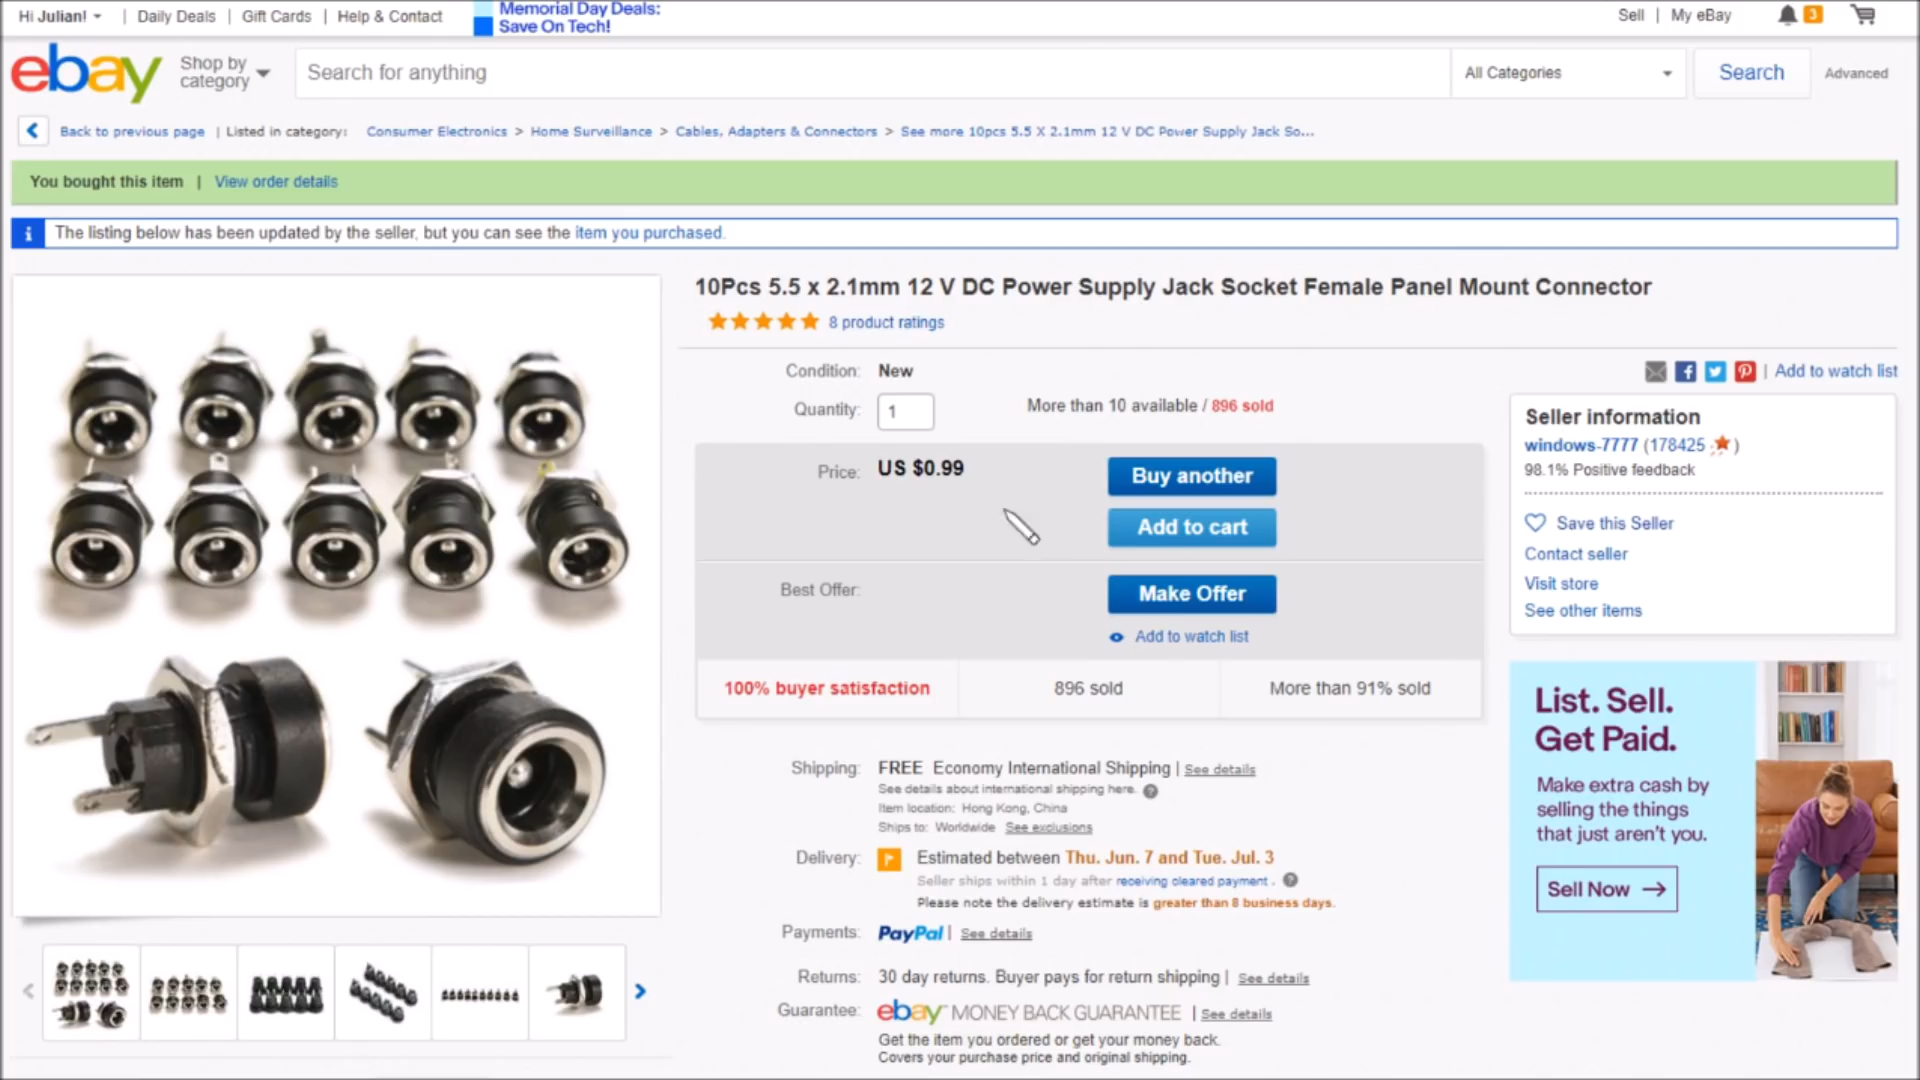 Hi Julian!
Daily Deals
Gift Cards
Help & Contact
Memorial Day Deals:
Save On Tech!
Sell
My eBay
3
ebay
Shop by
category
Search for anything
All Categories
Search
Advanced
Back to previous page | Listed in category: Consumer Electronics > Home Surveillance > Cables, Adapters & Connectors > See more 10pcs 5.5 X 2.1mm 12 V DC Power Supply Jack So...
You bought this item | View order details
i The listing below has been updated by the seller, but you can see the item you purchased.
10Pcs 5.5 x 2.1mm 12 V DC Power Supply Jack Socket Female Panel Mount Connector
8 product ratings
Condition: New
Quantity: 1
More than 10 available / 896 sold
Price: US $0.99
Buy another
Add to cart
Best Offer:
Make Offer
Add to watch list
100% buyer satisfaction
896 sold
More than 91% sold
Shipping: FREE Economy International Shipping | See details
See details about international shipping here. ?
Item location: Hong Kong, China
Ships to: Worldwide See exclusions
Delivery: Estimated between Thu. Jun. 7 and Tue. Jul. 3
Seller ships within 1 day after receiving cleared payment . ?
Please note the delivery estimate is greater than 8 business days.
Payments: PayPal | See details
Returns: 30 day returns. Buyer pays for return shipping | See details
Guarantee: ebay MONEY BACK GUARANTEE | See details
Get the item you ordered or get your money back.
Covers your purchase price and original shipping.
| Add to watch list
Seller information
windows-7777 (178425 )
98.1% Positive feedback
Save this Seller
Contact seller
Visit store
See other items
List. Sell.
Get Paid.
Make extra cash by
selling the things
that just aren't you.
Sell Now →